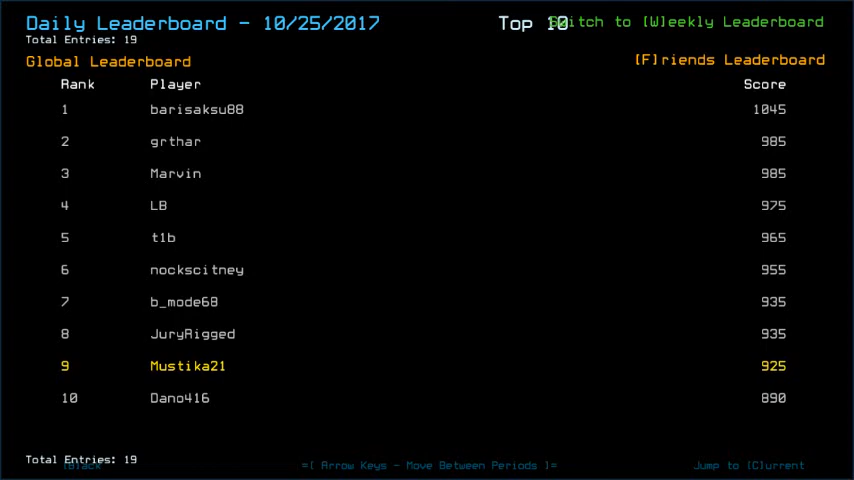 Daily Leaderboard - 10/25/2017 Top 10 Switch to [W]eekly Leaderboard
Total Entries: 19
Global Leaderboard [F]riends Leaderboard
Rank Player Score
1 barisaksu88 1045
2 grthar 985
3 Marvin 985
4 LB 975
5 t1b 965
6 nockscitney 955
7 b_mode68 935
8 JuryRigged 935
9 Mustika21 925
10 Dano416 890
Total Entries: 19
[B]ack =[ Arrow Keys - Move Between Periods ]= Jump to [C]urrent